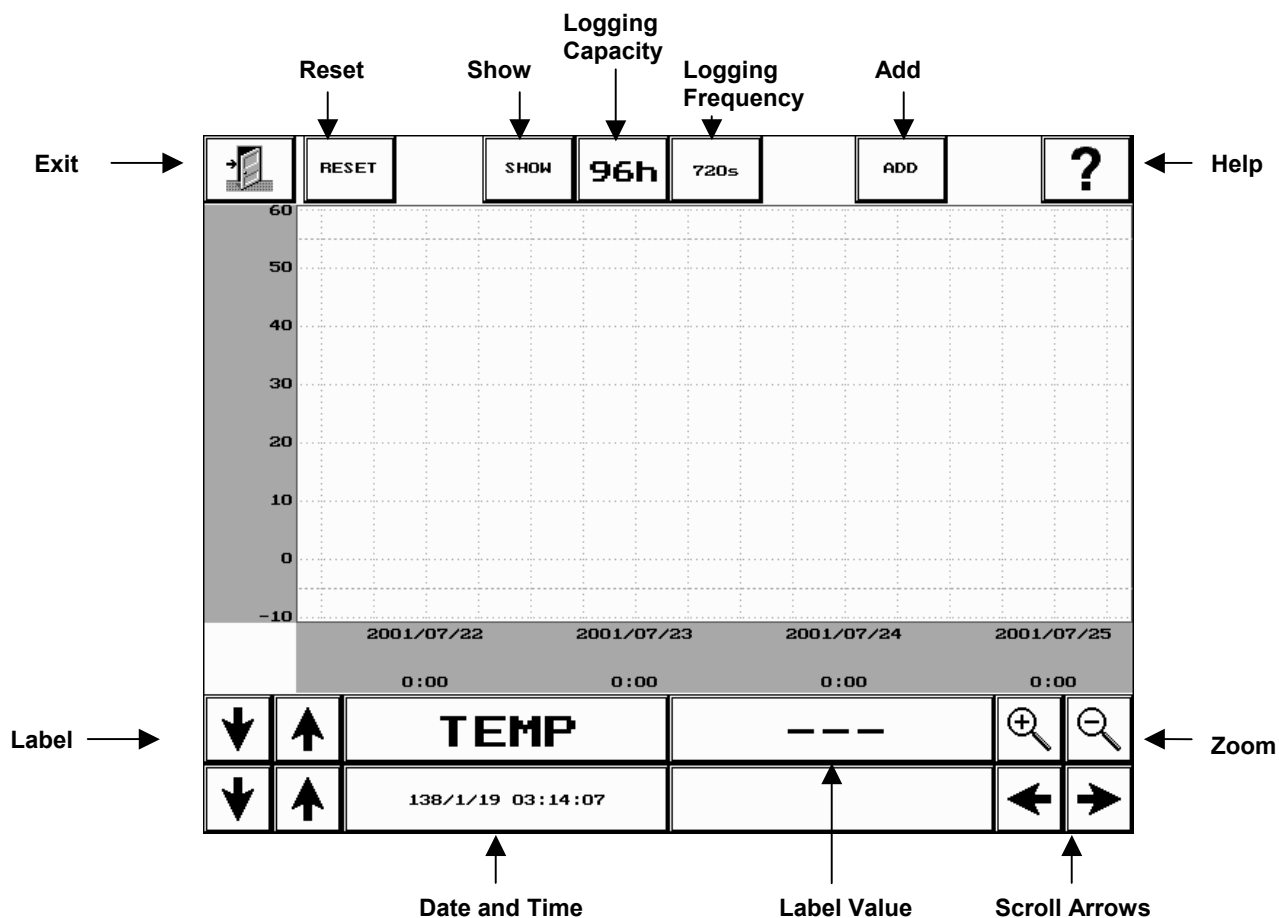 Logging
Capacity
Reset
Show
Logging
Frequency
Add
Exit
RESET
SHOW
96h
720s
ADD
?
Help
60
50
40
30
20
10
0
-10
2001/07/22 2001/07/23 2001/07/24 2001/07/25
0:00 0:00 0:00 0:00
Label
TEMP
---
Zoom
138/1/19 03:14:07
Date and Time
Label Value
Scroll Arrows